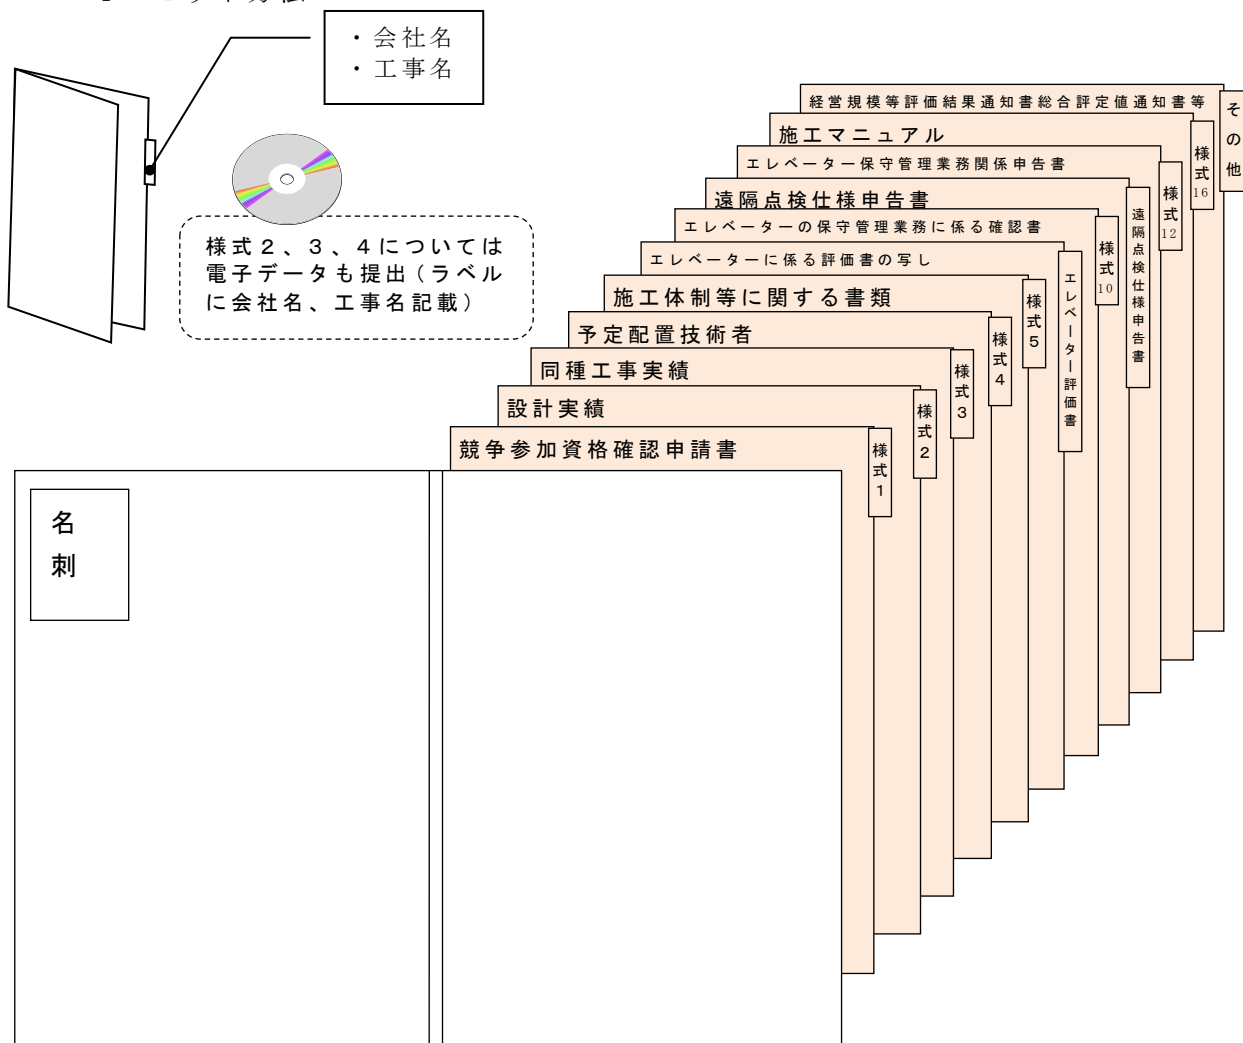 ・会社名
・工事名
様式２、３、４については
電子データも提出（ラベル
に会社名、工事名記載）
経営規模等評価結果通知書総合評定値通知書等
その他
施工マニュアル
様式16
エレベーター保守管理業務関係申告書
様式12
遠隔点検仕様申告書
遠隔点検仕様申告書
エレベーターの保守管理業務に係る確認書
様式10
エレベーターに係る評価書の写し
エレベーター評価書
施工体制等に関する書類
様式５
予定配置技術者
様式４
同種工事実績
様式３
設計実績
様式２
競争参加資格確認申請書
様式１
名
刺